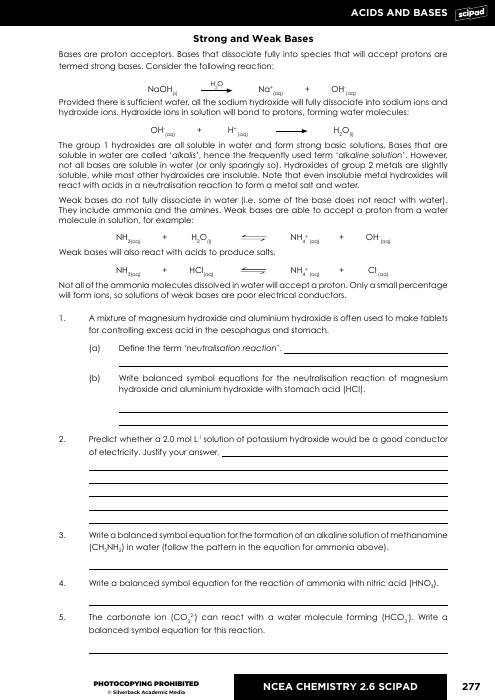 ACIDS AND BASES scipad
Strong and Weak Bases
Bases are proton acceptors. Bases that dissociate fully into species that will accept protons are
termed strong bases. Consider the following reaction:
H₂O
NaOH(s) ⟶ Na⁺(aq) + OH⁻(aq)
Provided there is sufficient water, all the sodium hydroxide will fully dissociate into sodium ions and
hydroxide ions. Hydroxide ions in solution will bond to protons, forming water molecules:
OH⁻(aq) + H⁺(aq) ⟶ H₂O(l)
The group 1 hydroxides are all soluble in water and form strong basic solutions. Bases that are
soluble in water are called 'alkalis', hence the frequently used term 'alkaline solution'. However,
not all bases are soluble in water (or only sparingly so). Hydroxides of group 2 metals are slightly
soluble, while most other hydroxides are insoluble. Note that even insoluble metal hydroxides will
react with acids in a neutralisation reaction to form a metal salt and water.
Weak bases do not fully dissociate in water (i.e. some of the base does not react with water).
They include ammonia and the amines. Weak bases are able to accept a proton from a water
molecule in solution, for example:
NH₃(aq) + H₂O(l) ⇌ NH₄⁺(aq) + OH⁻(aq)
Weak bases will also react with acids to produce salts.
NH₃(aq) + HCl(aq) ⇌ NH₄⁺(aq) + Cl⁻(aq)
Not all of the ammonia molecules dissolved in water will accept a proton. Only a small percentage
will form ions, so solutions of weak bases are poor electrical conductors.
1. A mixture of magnesium hydroxide and aluminium hydroxide is often used to make tablets
for controlling excess acid in the oesophagus and stomach.
(a) Define the term 'neutralisation reaction'.
(b) Write balanced symbol equations for the neutralisation reaction of magnesium
hydroxide and aluminium hydroxide with stomach acid (HCl).
2. Predict whether a 2.0 mol L⁻¹ solution of potassium hydroxide would be a good conductor
of electricity. Justify your answer.
3. Write a balanced symbol equation for the formation of an alkaline solution of methanamine
(CH₃NH₂) in water (follow the pattern in the equation for ammonia above).
4. Write a balanced symbol equation for the reaction of ammonia with nitric acid (HNO₃).
5. The carbonate ion (CO₃²⁻) can react with a water molecule forming (HCO₃⁻). Write a
balanced symbol equation for this reaction.
PHOTOCOPYING PROHIBITED
© Silverback Academic Media
NCEA CHEMISTRY 2.6 SCIPAD 277